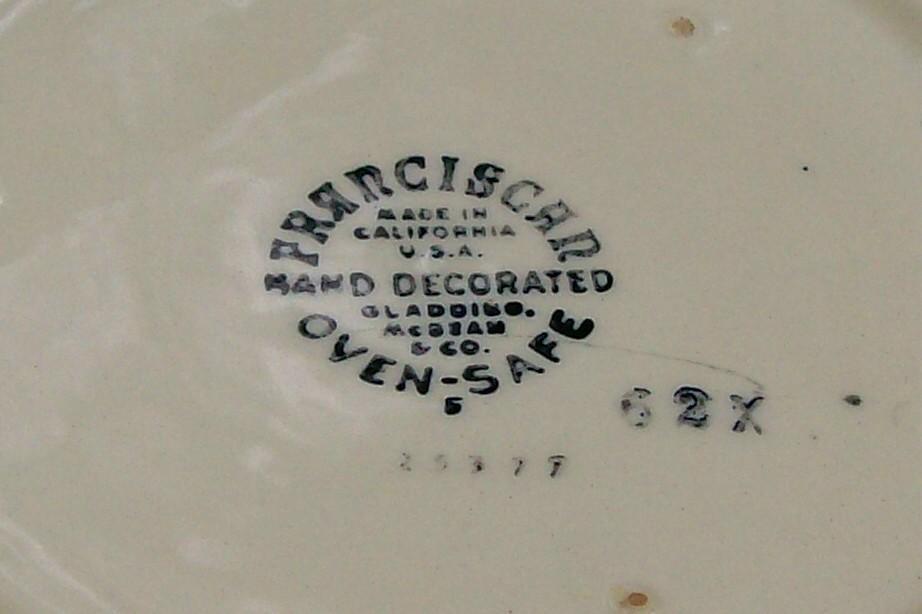 FRANCISCAN
MADE IN
CALIFORNIA
U.S.A.
HAND DECORATED
GLADDING,
McBEAN
& CO.
OVEN-SAFE
5
62X